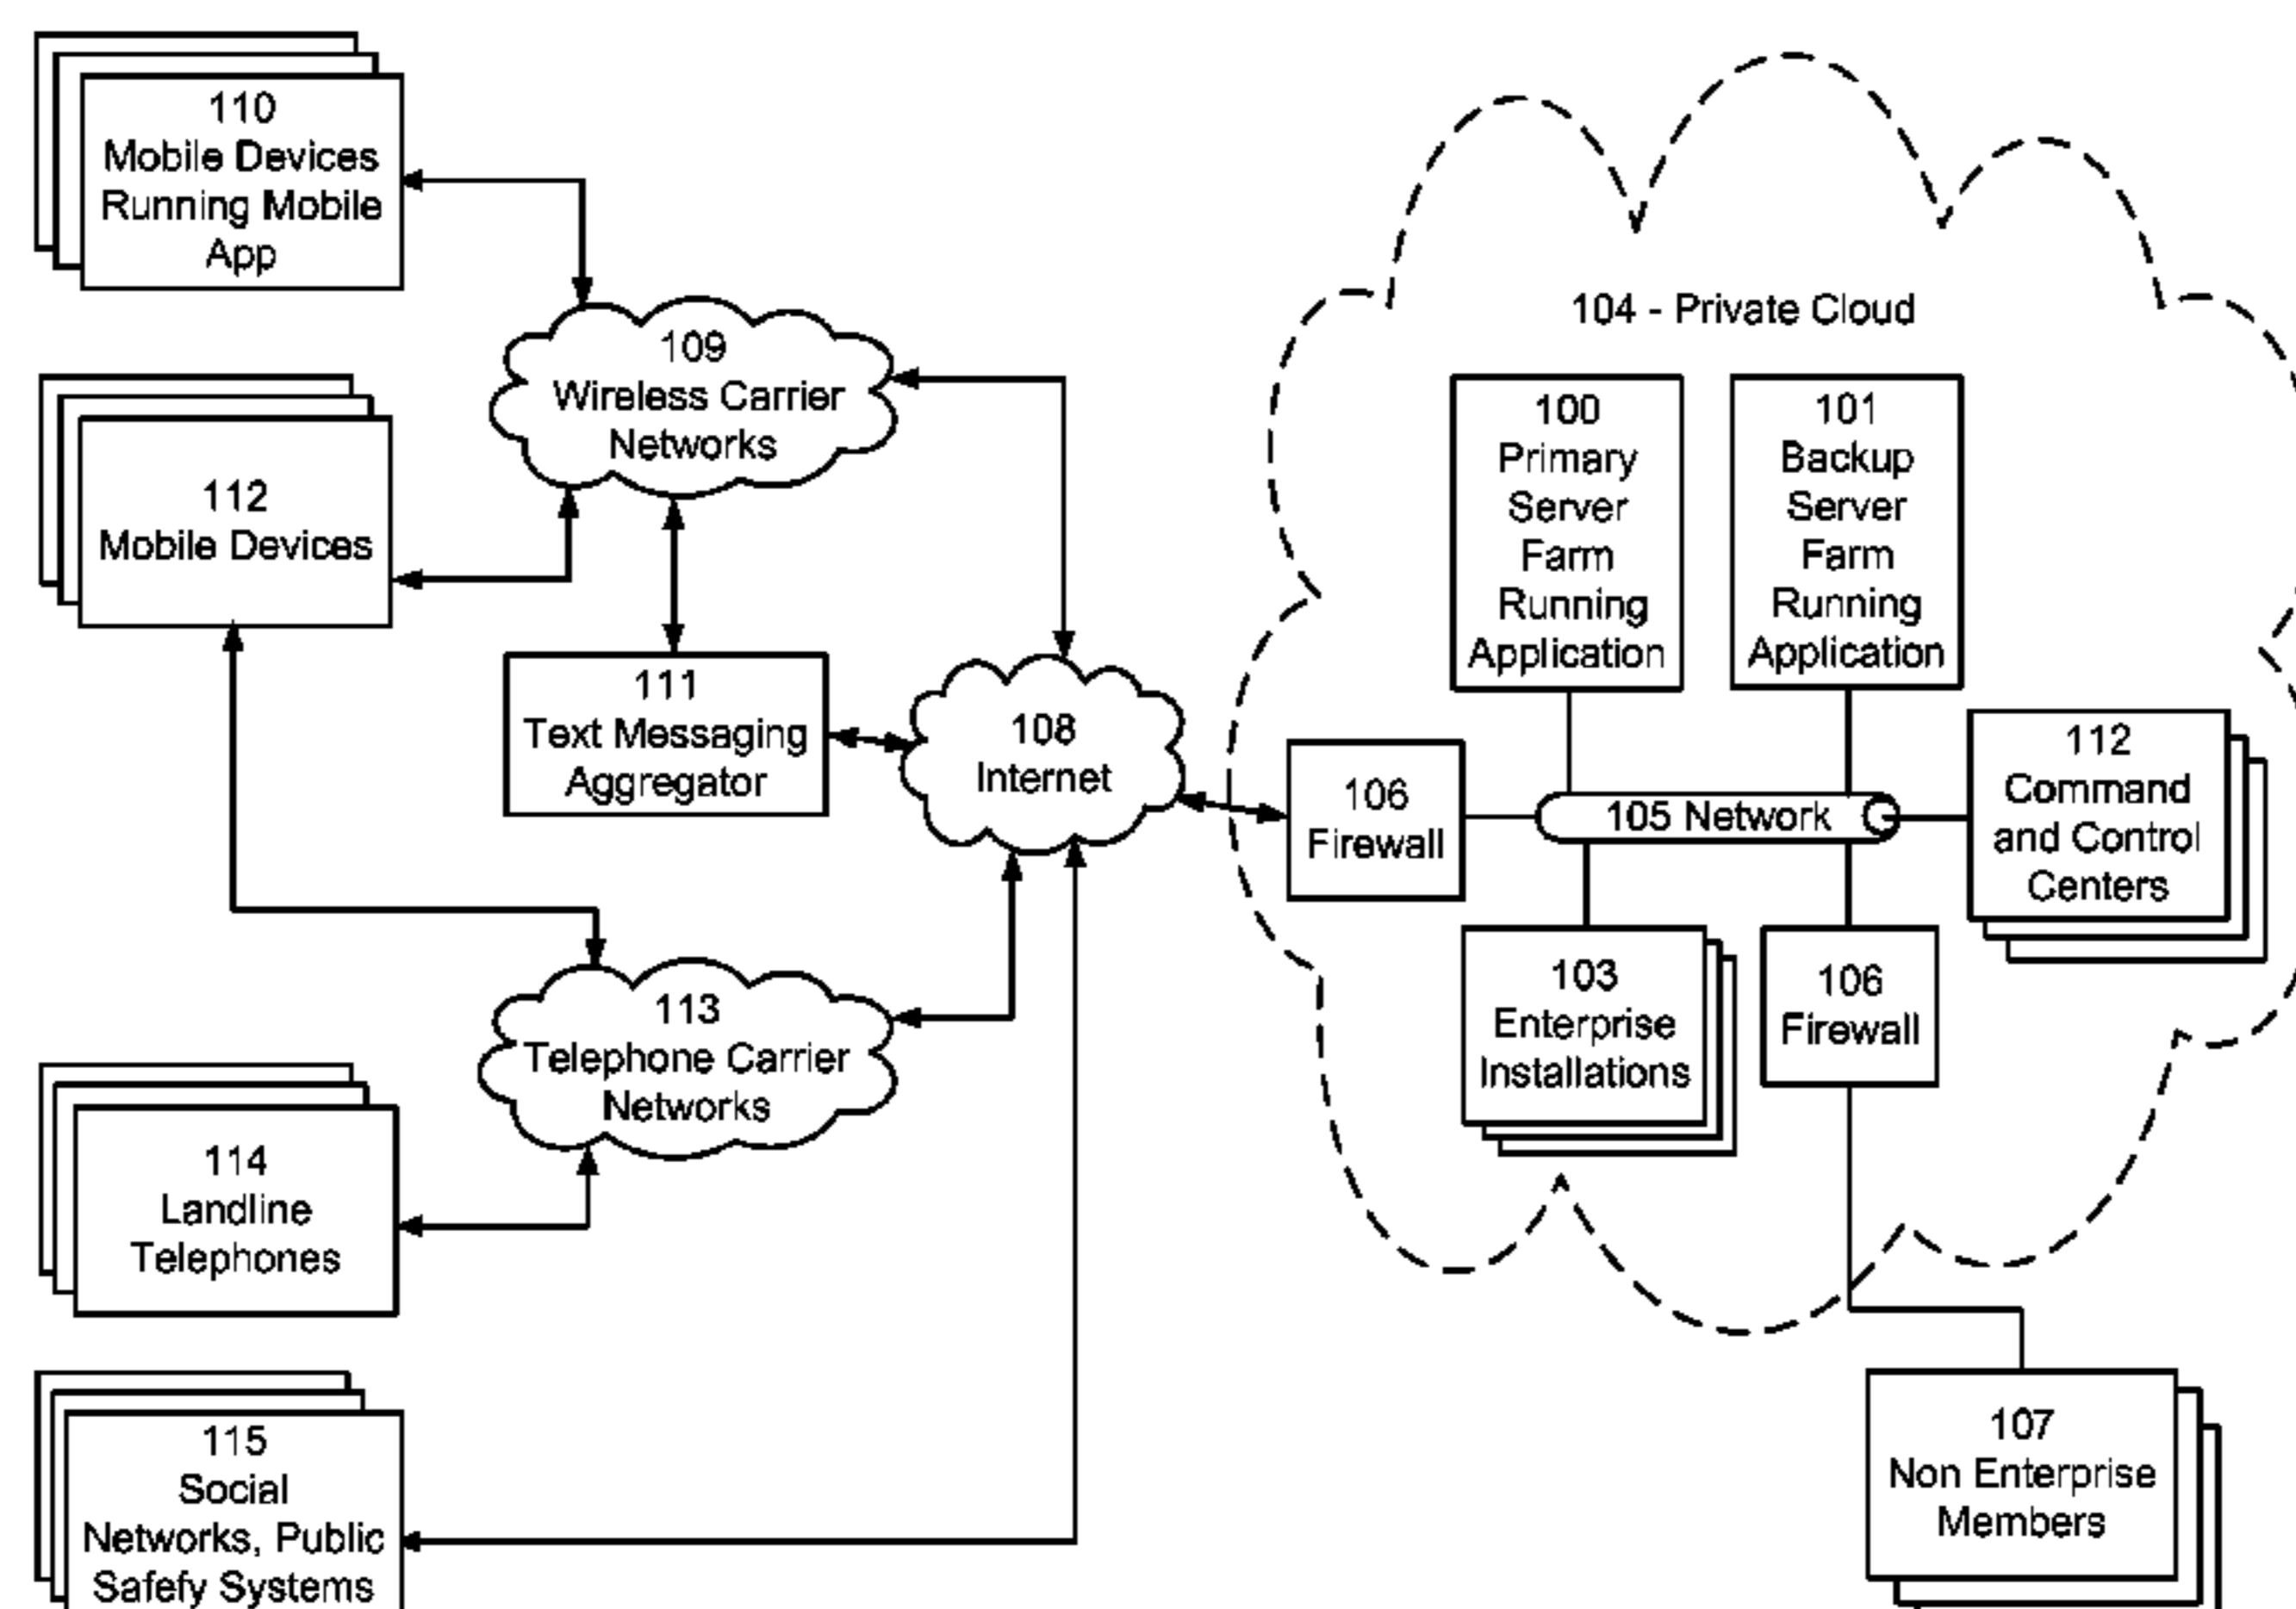 110
Mobile Devices
Running Mobile
App
109
Wireless Carrier
Networks
112
Mobile Devices
111
Text Messaging
Aggregator
108
Internet
113
Telephone Carrier
Networks
114
Landline
Telephones
115
Social
Networks, Public
Safefy Systems
104 - Private Cloud
100
Primary
Server
Farm
Running
Application
101
Backup
Server
Farm
Running
Application
106
Firewall
105 Network
112
Command
and Control
Centers
103
Enterprise
Installations
106
Firewall
107
Non Enterprise
Members